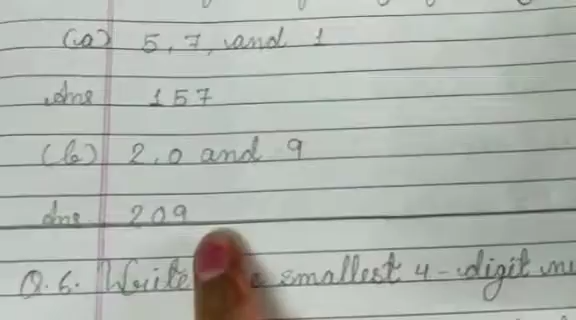 (a) 5, 7, and 1
Ans 157
(b) 2, 0 and 9
Ans 209
Q.6. Write smallest 4-digit